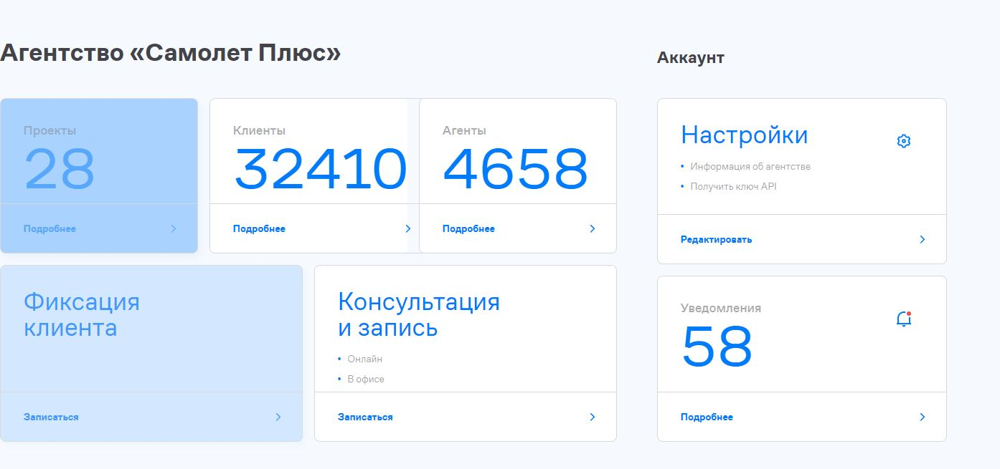 Агентство «Самолет Плюс»
Аккаунт
Проекты
28
Подробнее
Клиенты
32410
Подробнее
Агенты
4658
Подробнее
Настройки
Информация об агентстве
Получить ключ API
Редактировать
Фиксация
клиента
Записаться
Консультация
и запись
Онлайн
В офисе
Записаться
Уведомления
58
Подробнее